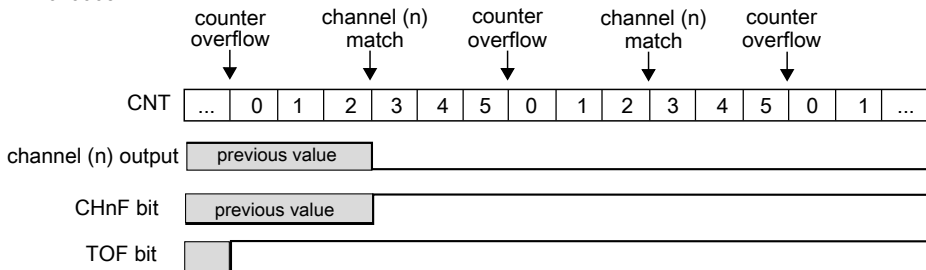 counter overflow
channel (n) match
counter overflow
channel (n) match
counter overflow
CNT ... 0 1 2 3 4 5 0 1 2 3 4 5 0 1 ...
channel (n) output previous value
CHnF bit previous value
TOF bit